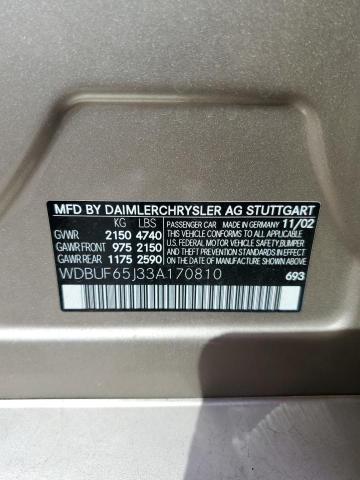 MFD BY DAIMLERCHRYSLER AG STUTTGART
KG LBS
GVWR 2150 4740
GAWR FRONT 975 2150
GAWR REAR 1175 2590
PASSENGER CAR MADE IN GERMANY 11/02
THIS VEHICLE CONFORMS TO ALL APPLICABLE
U.S. FEDERAL MOTOR VEHICLE SAFETY, BUMPER
AND THEFT PREVENTION STANDARDS IN EFFECT
ON THE DATE OF MANUFACTURE SHOWN ABOVE.
WDBUF65J33A170810
693